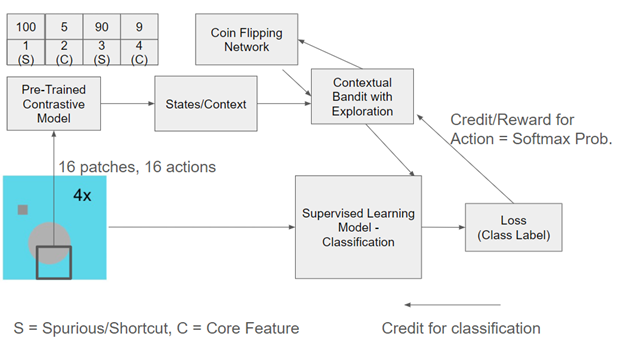 100 5 90 9
1 2 3 4
(S) (C) (S) (C)
Coin Flipping
Network
Pre-Trained
Contrastive
Model
States/Context
Contextual
Bandit with
Exploration
Credit/Reward for
Action = Softmax Prob.
16 patches, 16 actions
4x
Supervised Learning
Model -
Classification
Loss
(Class Label)
S = Spurious/Shortcut, C = Core Feature
Credit for classification